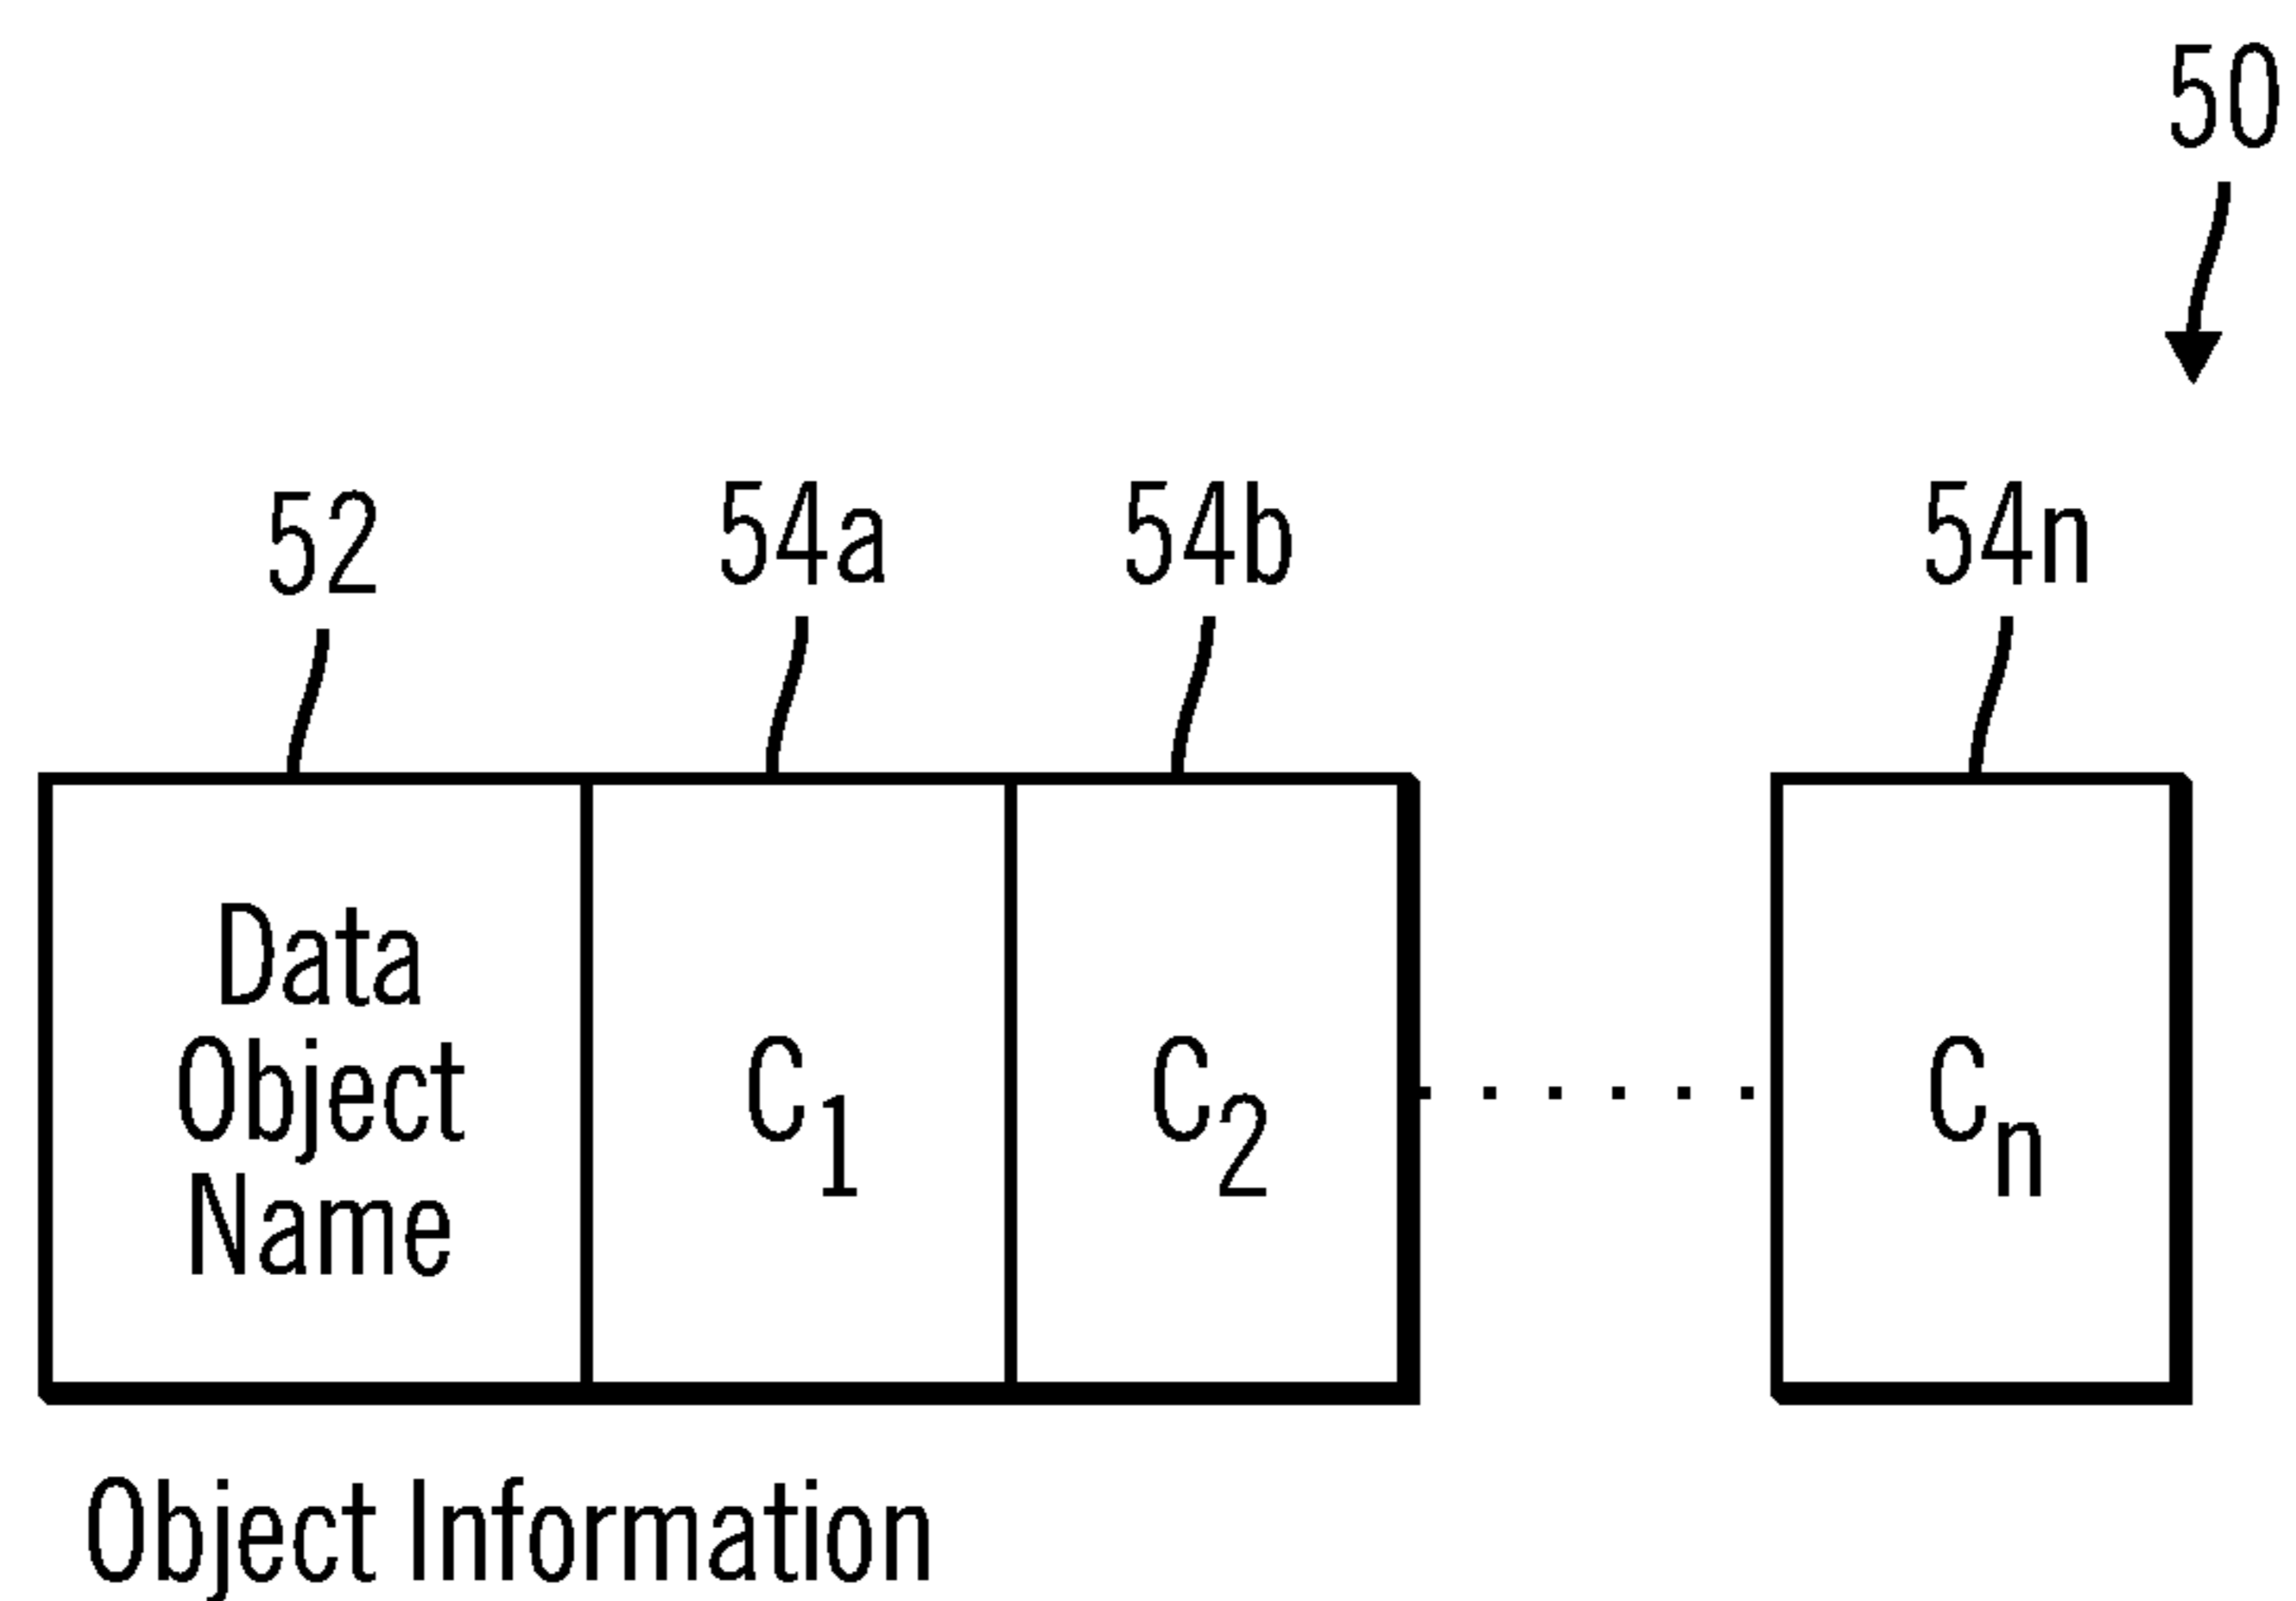 50
52 54a 54b 54n
Data
Object
Name
C1 C2 . . . . . . Cn
Object Information